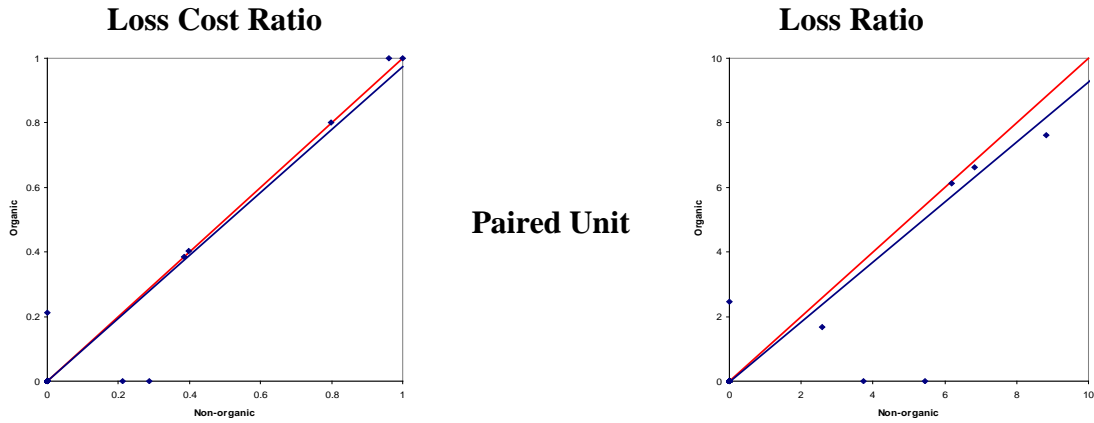 Loss Cost Ratio
1
0.8
0.6
0.4
0.2
0
Organic
0 0.2 0.4 0.6 0.8 1
Non-organic
Paired Unit
Loss Ratio
10
8
6
4
2
0
Organic
0 2 4 6 8 10
Non-organic